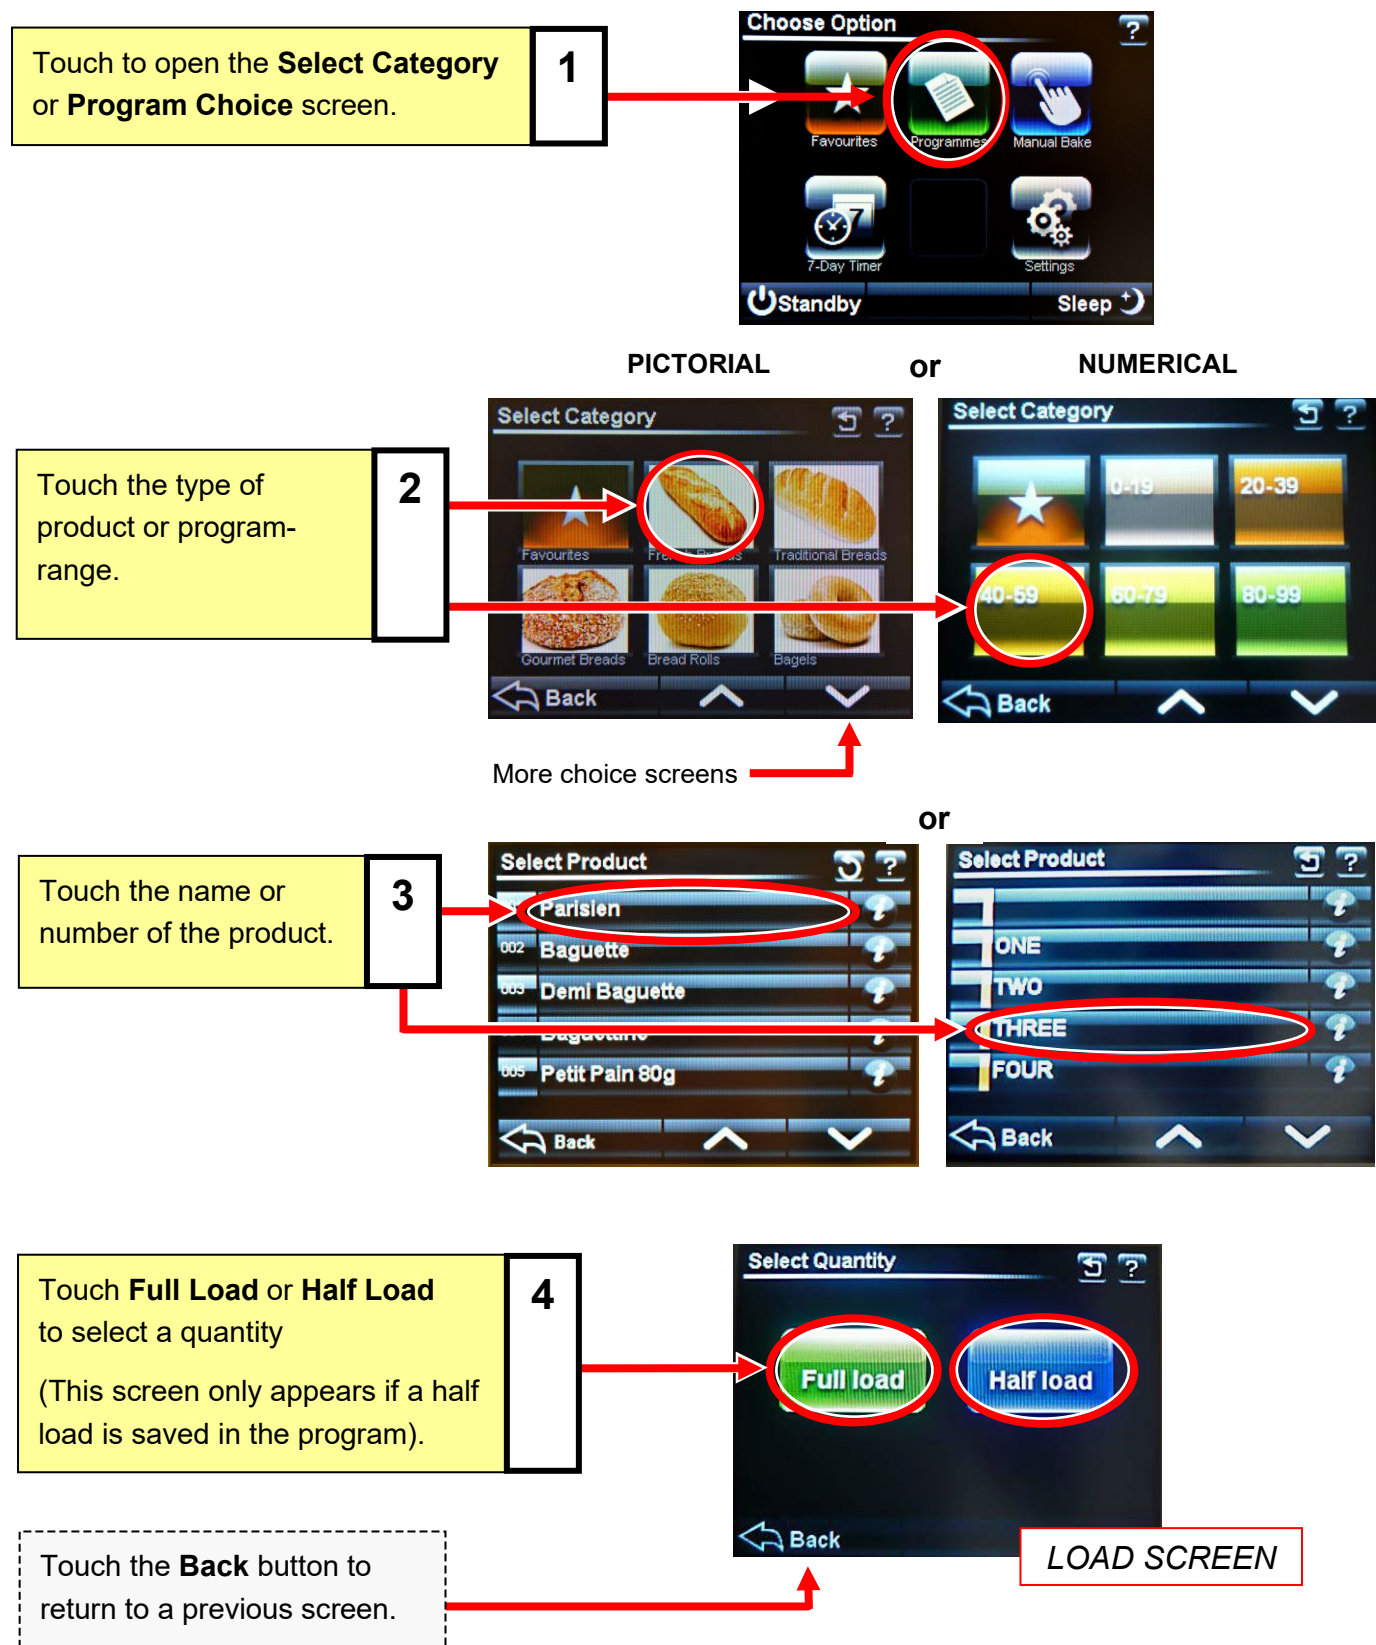 Touch to open the Select Category
or Program Choice screen.
1
Choose Option
?
Favourites
Programmes
Manual Bake
7
7-Day Timer
Settings
Standby
Sleep
PICTORIAL
or
NUMERICAL
Touch the type of
product or program-
range.
2
Select Category
?
Favourites
French Breads
Traditional Breads
Gourmet Breads
Bread Rolls
Bagels
Back
Select Category
?
0-19
20-39
40-59
60-79
80-99
Back
More choice screens
or
Touch the name or
number of the product.
3
Select Product
?
Parisien
002 Baguette
003 Demi Baguette
005 Petit Pain 80g
Back
Select Product
?
ONE
TWO
THREE
FOUR
Back
Touch Full Load or Half Load
to select a quantity
(This screen only appears if a half
load is saved in the program).
4
Select Quantity
?
Full load
Half load
Back
LOAD SCREEN
Touch the Back button to
return to a previous screen.